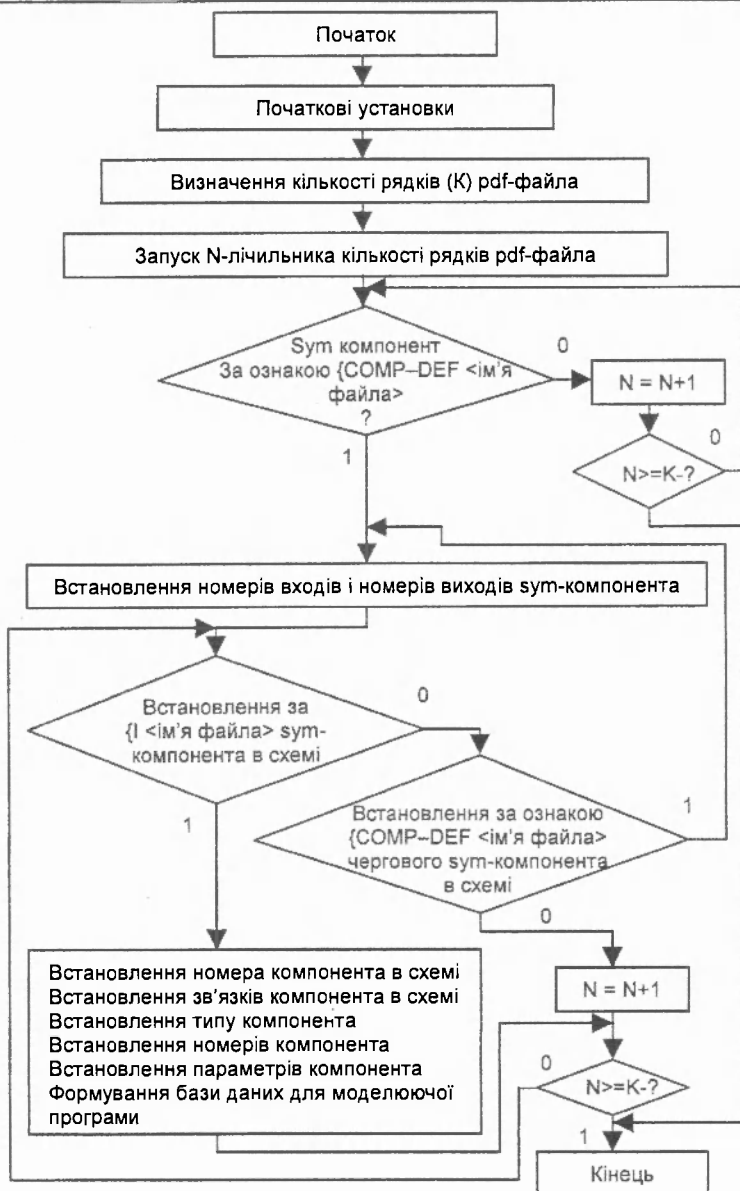 Початок
Початкові установки
Визначення кількості рядків (К) pdf-файла
Запуск N-лічильника кількості рядків pdf-файла
Sym компонент
За ознакою {COMP–DEF <ім'я
файла>
?
0
1
N = N+1
0
N>=K-?
Встановлення номерів входів і номерів виходів sym-компонента
Встановлення за
{I <ім'я файла> sym-
компонента в схемі
0
1
Встановлення за ознакою
{COMP–DEF <ім'я файла>
чергового sym-компонента
в схемі
1
0
Встановлення номера компонента в схемі
Встановлення зв'язків компонента в схемі
Встановлення типу компонента
Встановлення номерів компонента
Встановлення параметрів компонента
Формування бази даних для моделюючої
програми
N = N+1
0
N>=K-?
1
Кінець